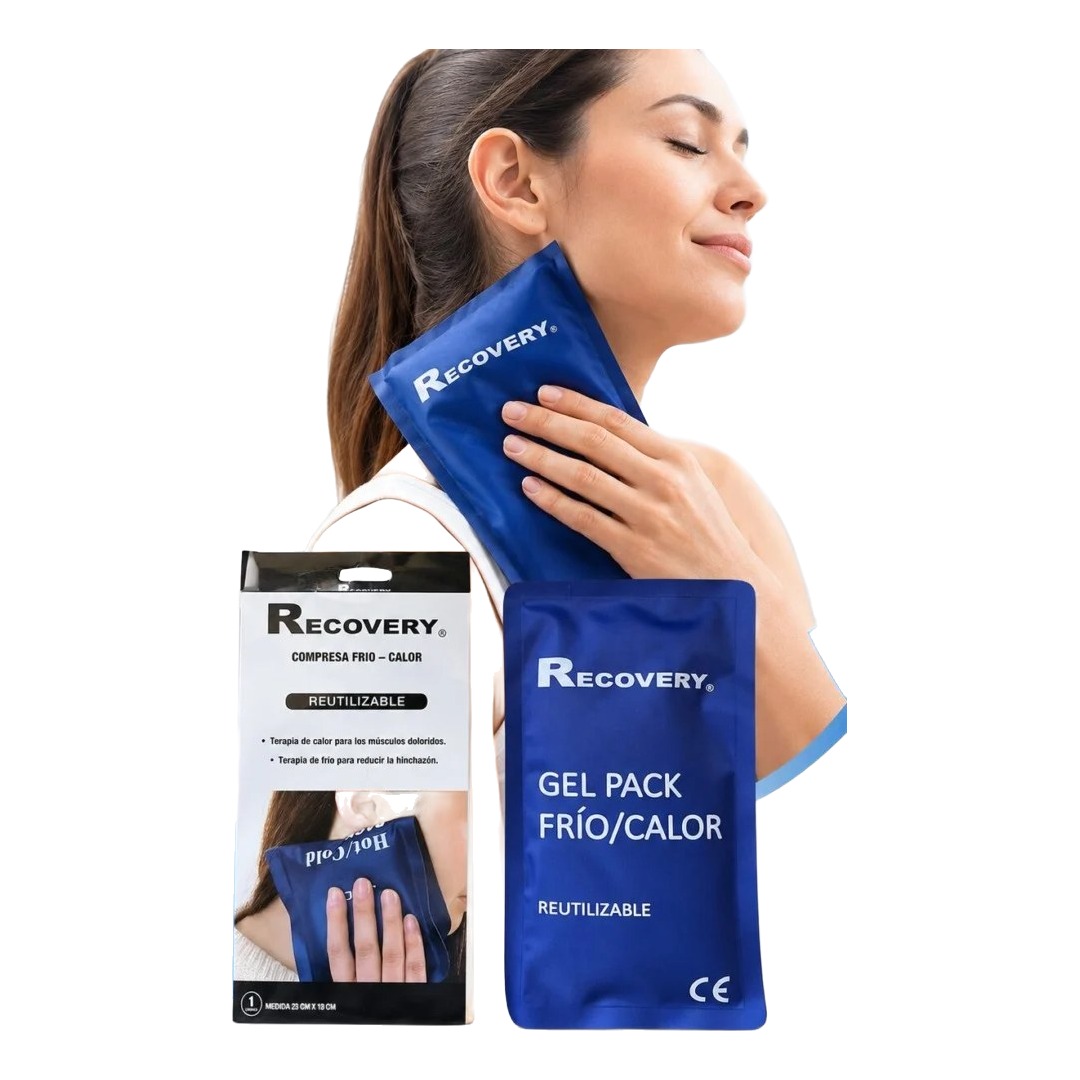 RECOVERY®
RECOVERY®
COMPRESA FRIO – CALOR
REUTILIZABLE
• Terapia de calor para los músculos doloridos.
• Terapia de frío para reducir la hinchazón.
Hot/Cold
PACK
1
MEDIDA 23 CM X 13 CM
RECOVERY®
GEL PACK
FRÍO/CALOR
REUTILIZABLE
CE